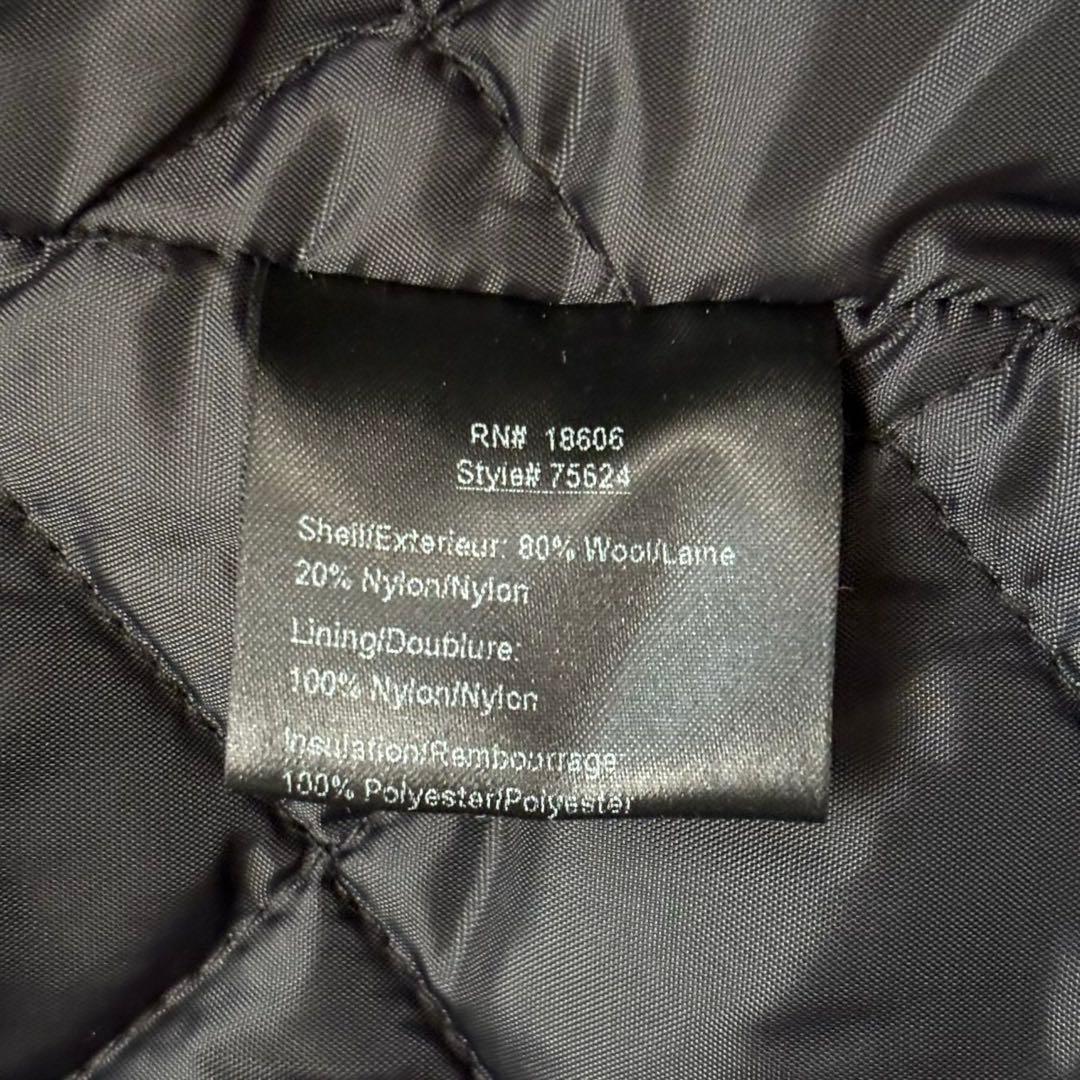 RN# 18606
Style# 75624
Shell/Exterieur: 80% Wool/Laine
20% Nylon/Nylon
Lining/Doublure:
100% Nylon/Nylon
Insulation/Rembourrage
100% Polyester/Polyester